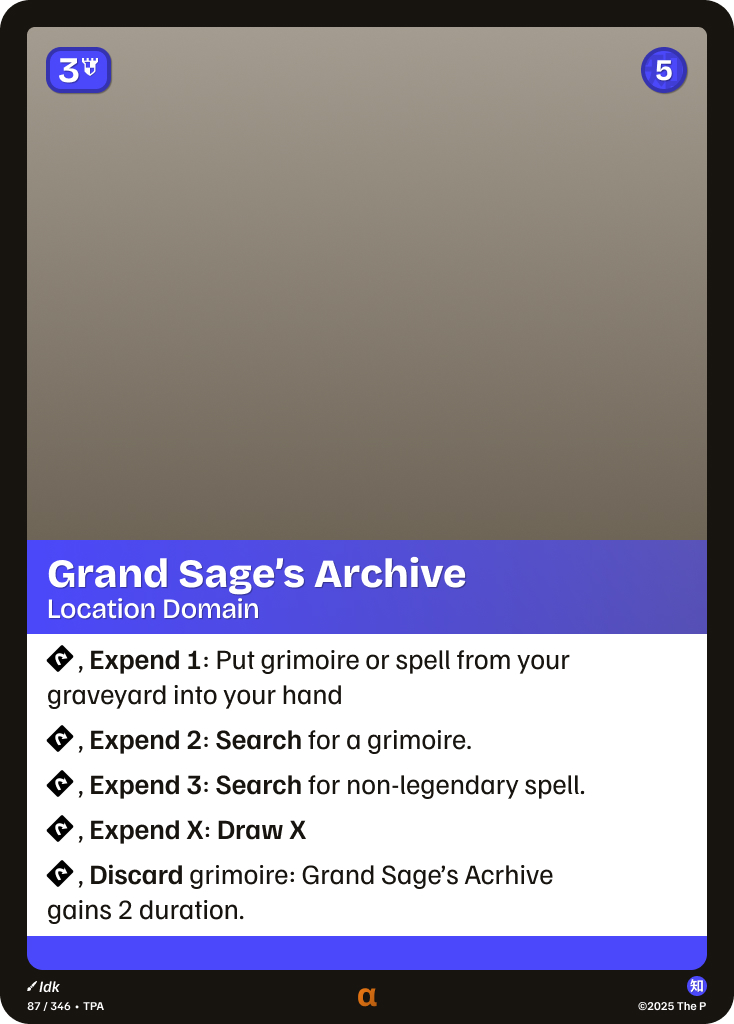 3
5
Grand Sage's Archive
Location Domain
, Expend 1: Put grimoire or spell from your
graveyard into your hand
, Expend 2: Search for a grimoire.
, Expend 3: Search for non-legendary spell.
, Expend X: Draw X
, Discard grimoire: Grand Sage’s Acrhive
gains 2 duration.
Idk
87 / 346 • TPA
α
知
©2025 The P